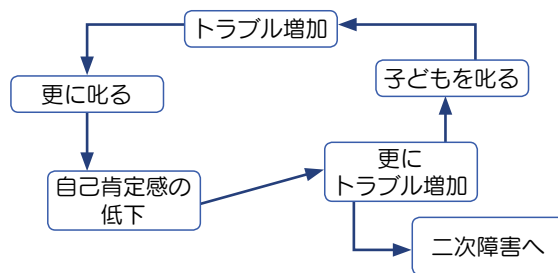 トラブル増加
子どもを叱る
更に叱る
更に
トラブル増加
自己肯定感の
低下
二次障害へ